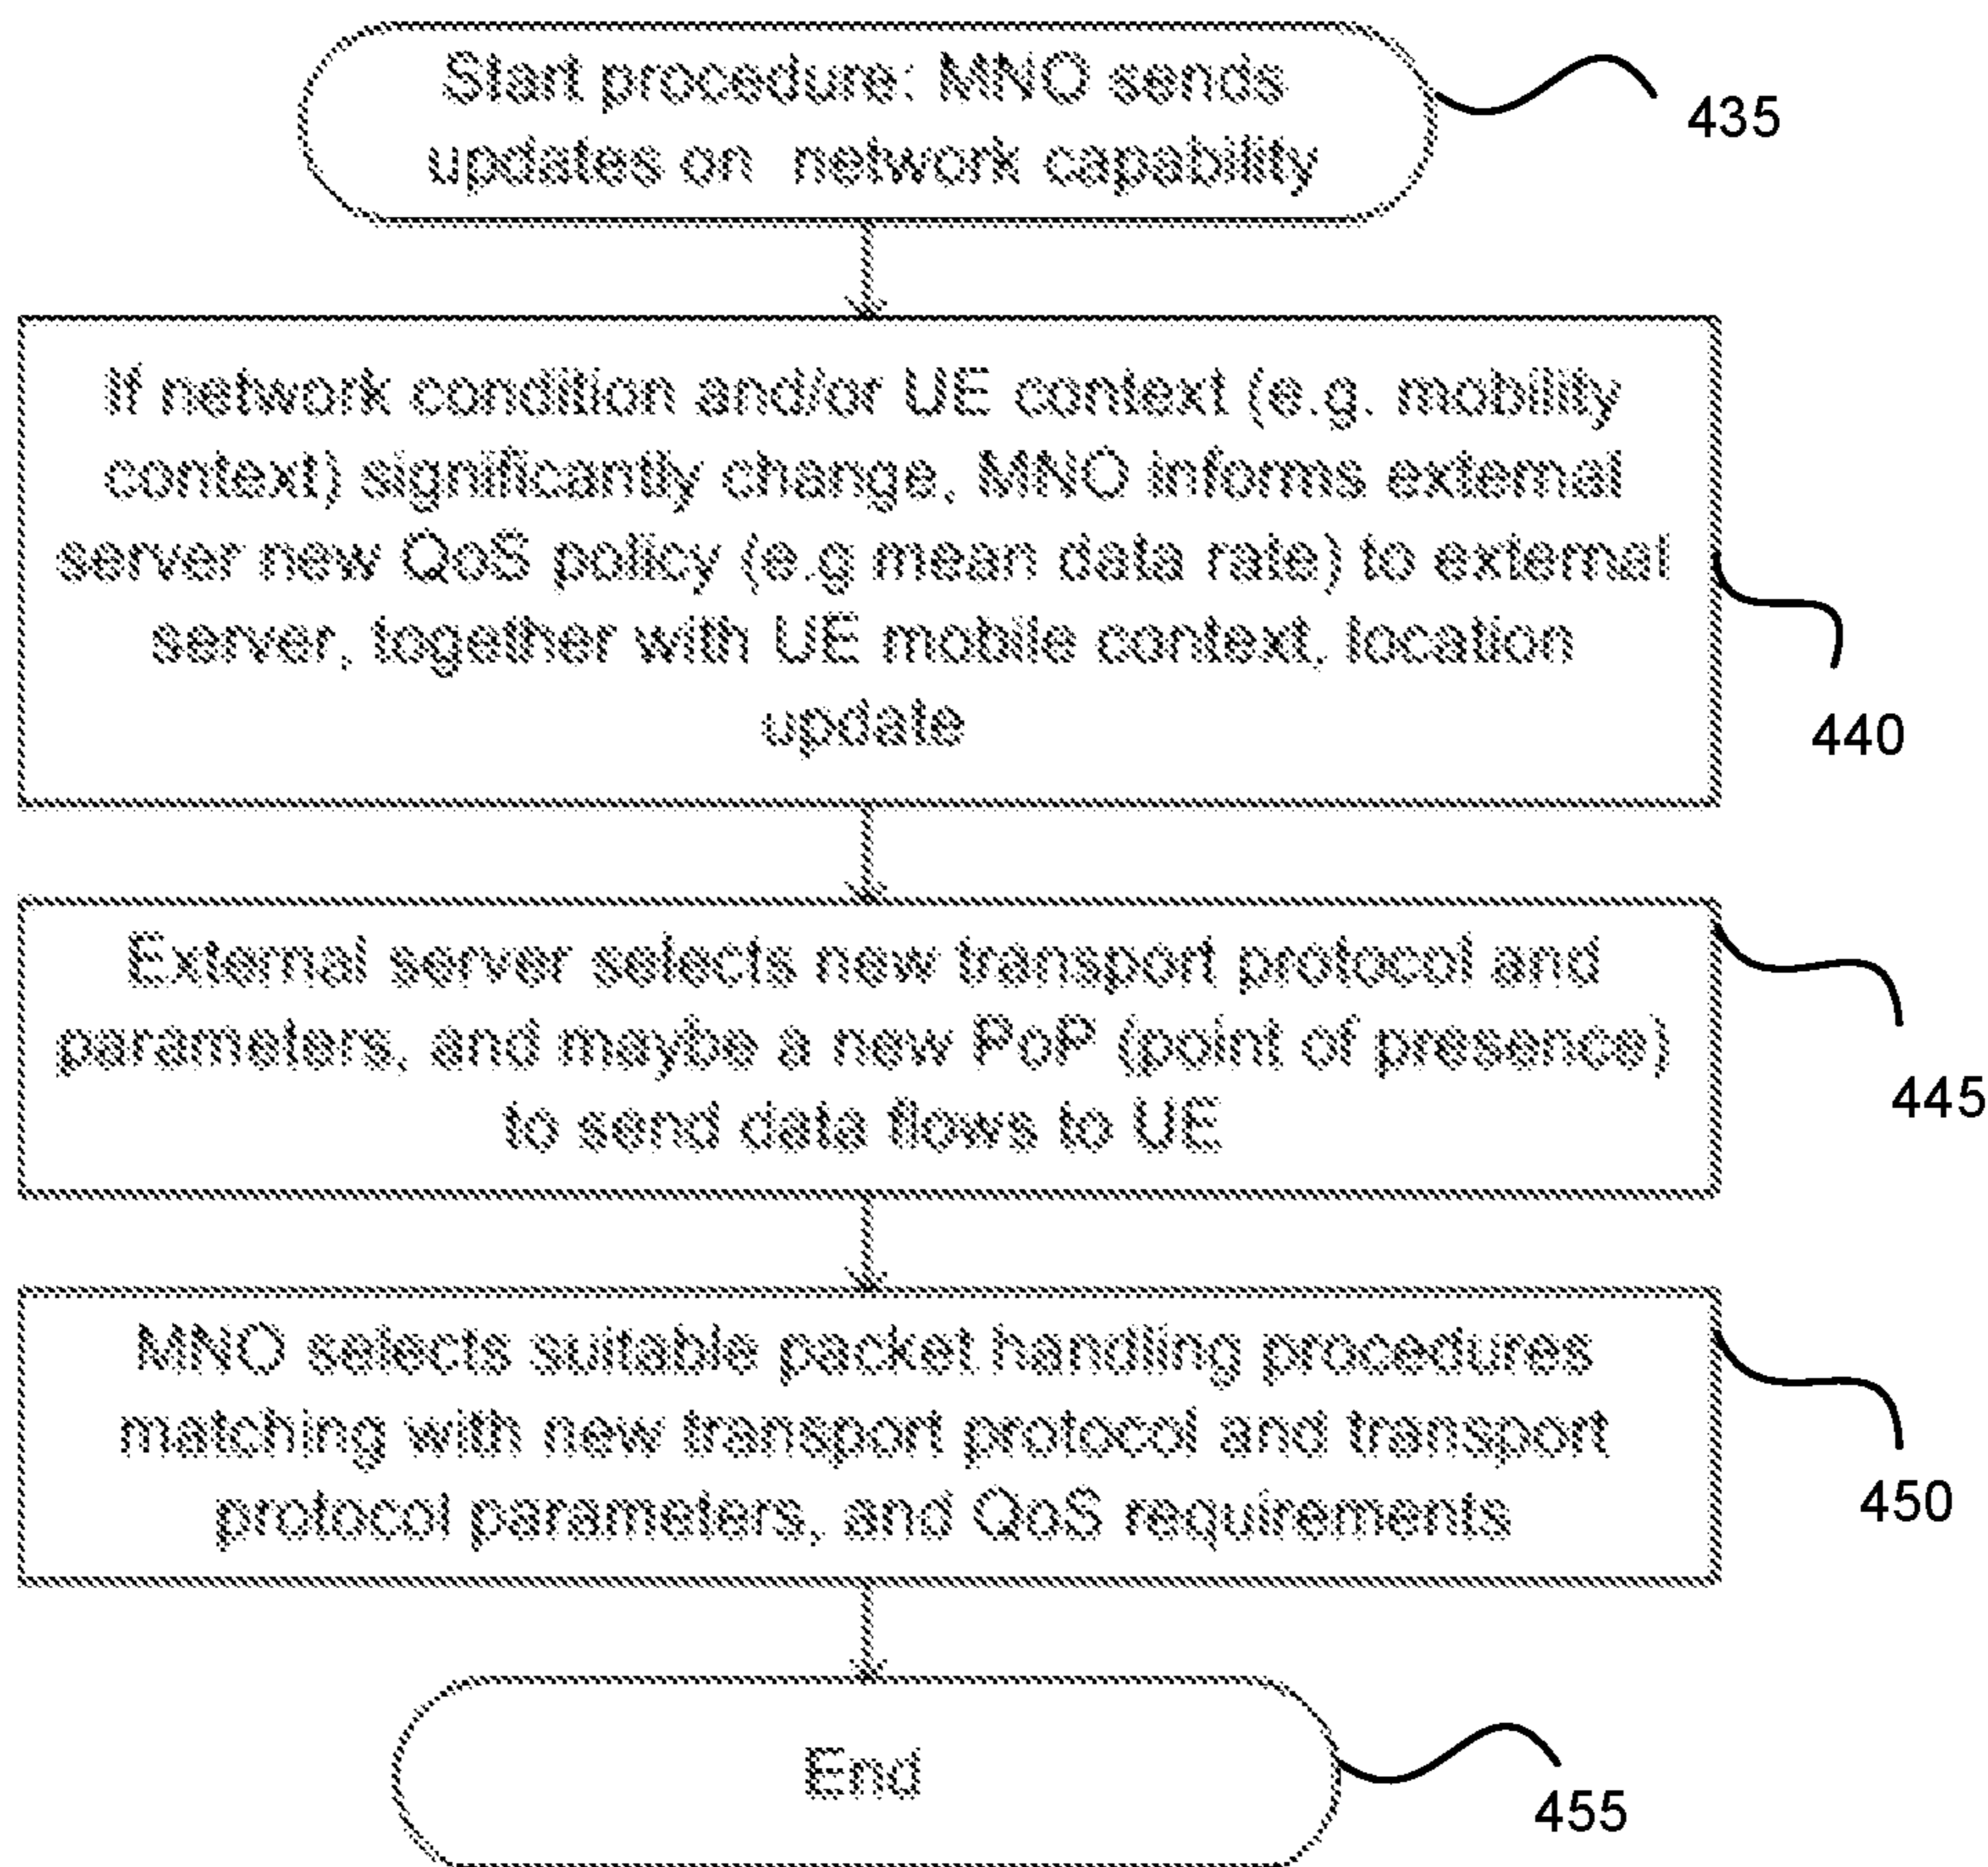 Start procedure: MNO sends
updates on network capability
435
If network condition and/or UE context (e.g. mobility
context) significantly change, MNO informs external
server new QoS policy (e.g mean data rate) to external
server, together with UE mobile context, location
update
440
External server selects new transport protocol and
parameters, and maybe a new PoP (point of presence)
to send data flows to UE
445
MNO selects suitable packet handling procedures
matching with new transport protocol and transport
protocol parameters, and QoS requirements
450
End
455